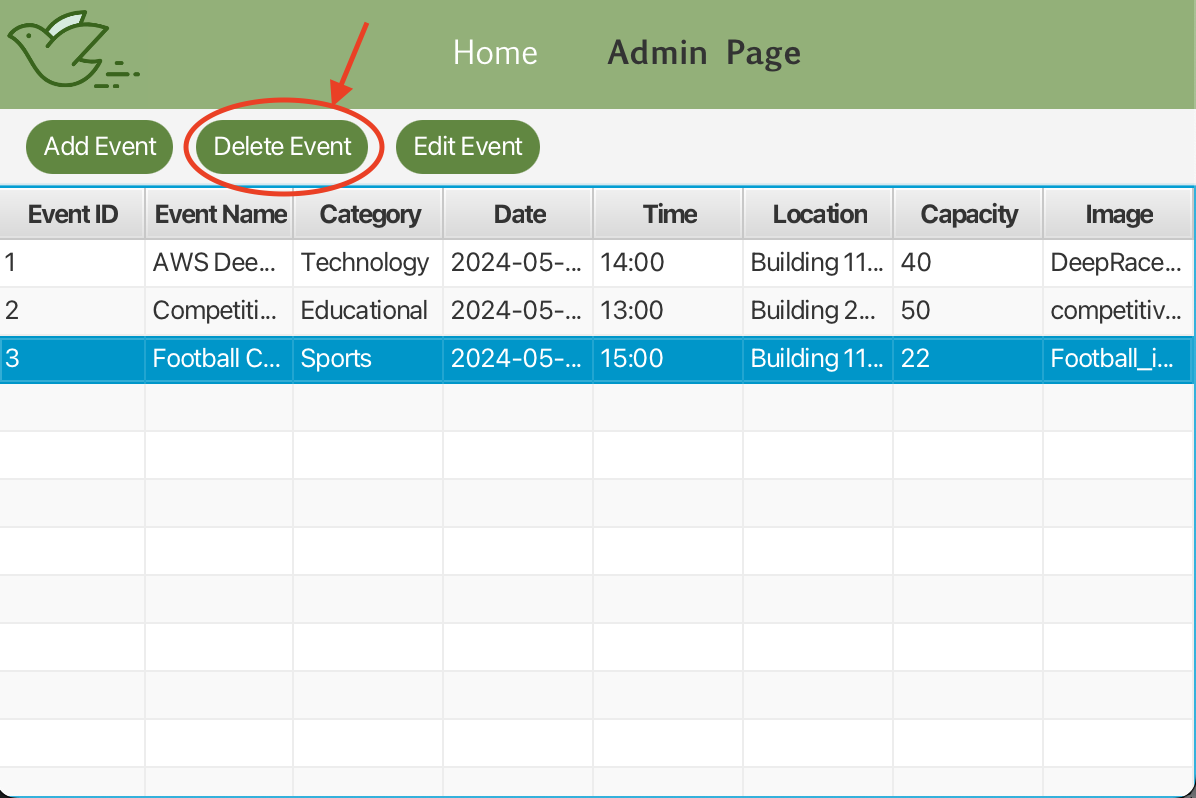 Home Admin Page
Add Event Delete Event Edit Event
Event ID Event Name Category Date Time Location Capacity Image
1 AWS Dee... Technology 2024-05-... 14:00 Building 11... 40 DeepRace...
2 Competiti... Educational 2024-05-... 13:00 Building 2... 50 competitiv...
3 Football C... Sports 2024-05-... 15:00 Building 11... 22 Football_i...